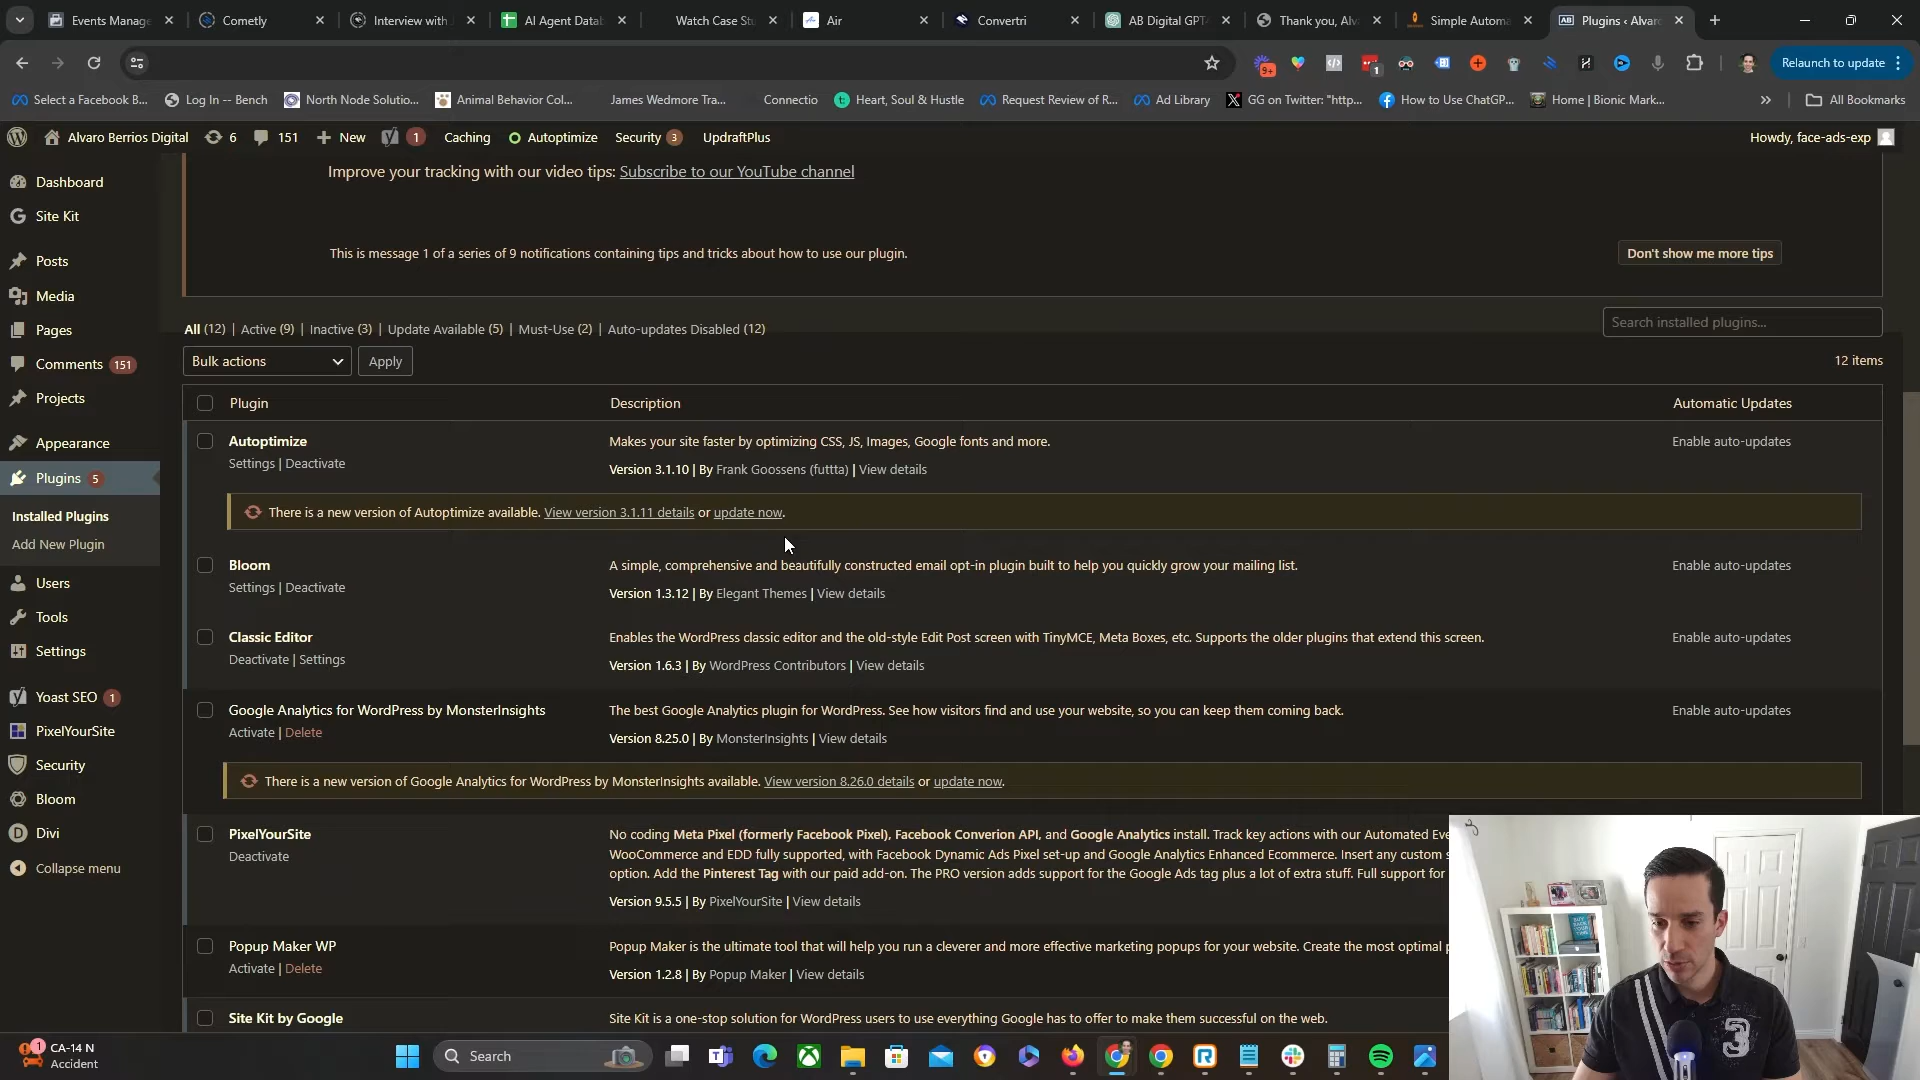 Events Manage
Cometly
Interview with
AI Agent Datab
Watch Case Stu
Air
Convertri
AB Digital GPT
Thank you, Alv
Simple Automa
AB
Plugins ‹ Alvaro
9+
1
Relaunch to update
Select a Facebook B...
Log In -- Bench
North Node Solutio...
Animal Behavior Col...
James Wedmore Tra...
Connectio
Heart, Soul & Hustle
Request Review of R...
Ad Library
GG on Twitter: "http...
How to Use ChatGP...
Home | Bionic Mark...
All Bookmarks
Alvaro Berrios Digital
6
151
New
1
Caching
Autoptimize
Security 3
UpdraftPlus
Howdy, face-ads-exp
Dashboard
Site Kit
Posts
Media
Pages
Comments 151
Projects
Appearance
Plugins 5
Installed Plugins
Add New Plugin
Users
Tools
Settings
Yoast SEO 1
PixelYourSite
Security
Bloom
Divi
Collapse menu
Improve your tracking with our video tips: Subscribe to our YouTube channel
This is message 1 of a series of 9 notifications containing tips and tricks about how to use our plugin.
Don't show me more tips
All (12) | Active (9) | Inactive (3) | Update Available (5) | Must-Use (2) | Auto-updates Disabled (12)
Search installed plugins...
Bulk actions
Apply
12 items
Plugin
Description
Automatic Updates
Autoptimize
Makes your site faster by optimizing CSS, JS, Images, Google fonts and more.
Enable auto-updates
Settings | Deactivate
Version 3.1.10 | By Frank Goossens (futtta) | View details
There is a new version of Autoptimize available. View version 3.1.11 details or update now.
Bloom
A simple, comprehensive and beautifully constructed email opt-in plugin built to help you quickly grow your mailing list.
Enable auto-updates
Settings | Deactivate
Version 1.3.12 | By Elegant Themes | View details
Classic Editor
Enables the WordPress classic editor and the old-style Edit Post screen with TinyMCE, Meta Boxes, etc. Supports the older plugins that extend this screen.
Enable auto-updates
Deactivate | Settings
Version 1.6.3 | By WordPress Contributors | View details
Google Analytics for WordPress by MonsterInsights
The best Google Analytics plugin for WordPress. See how visitors find and use your website, so you can keep them coming back.
Enable auto-updates
Activate | Delete
Version 8.25.0 | By MonsterInsights | View details
There is a new version of Google Analytics for WordPress by MonsterInsights available. View version 8.26.0 details or update now.
PixelYourSite
No coding Meta Pixel (formerly Facebook Pixel), Facebook Converion API, and Google Analytics install. Track key actions with our Automated Eve
Deactivate
WooCommerce and EDD fully supported, with Facebook Dynamic Ads Pixel set-up and Google Analytics Enhanced Ecommerce. Insert any custom s
option. Add the Pinterest Tag with our paid add-on. The PRO version adds support for the Google Ads tag plus a lot of extra stuff. Full support for
Version 9.5.5 | By PixelYourSite | View details
Popup Maker WP
Popup Maker is the ultimate tool that will help you run a cleverer and more effective marketing popups for your website. Create the most optimal p
Activate | Delete
Version 1.2.8 | By Popup Maker | View details
Site Kit by Google
Site Kit is a one-stop solution for WordPress users to use everything Google has to offer to make them successful on the web.
3
1
CA-14 N
Accident
Search